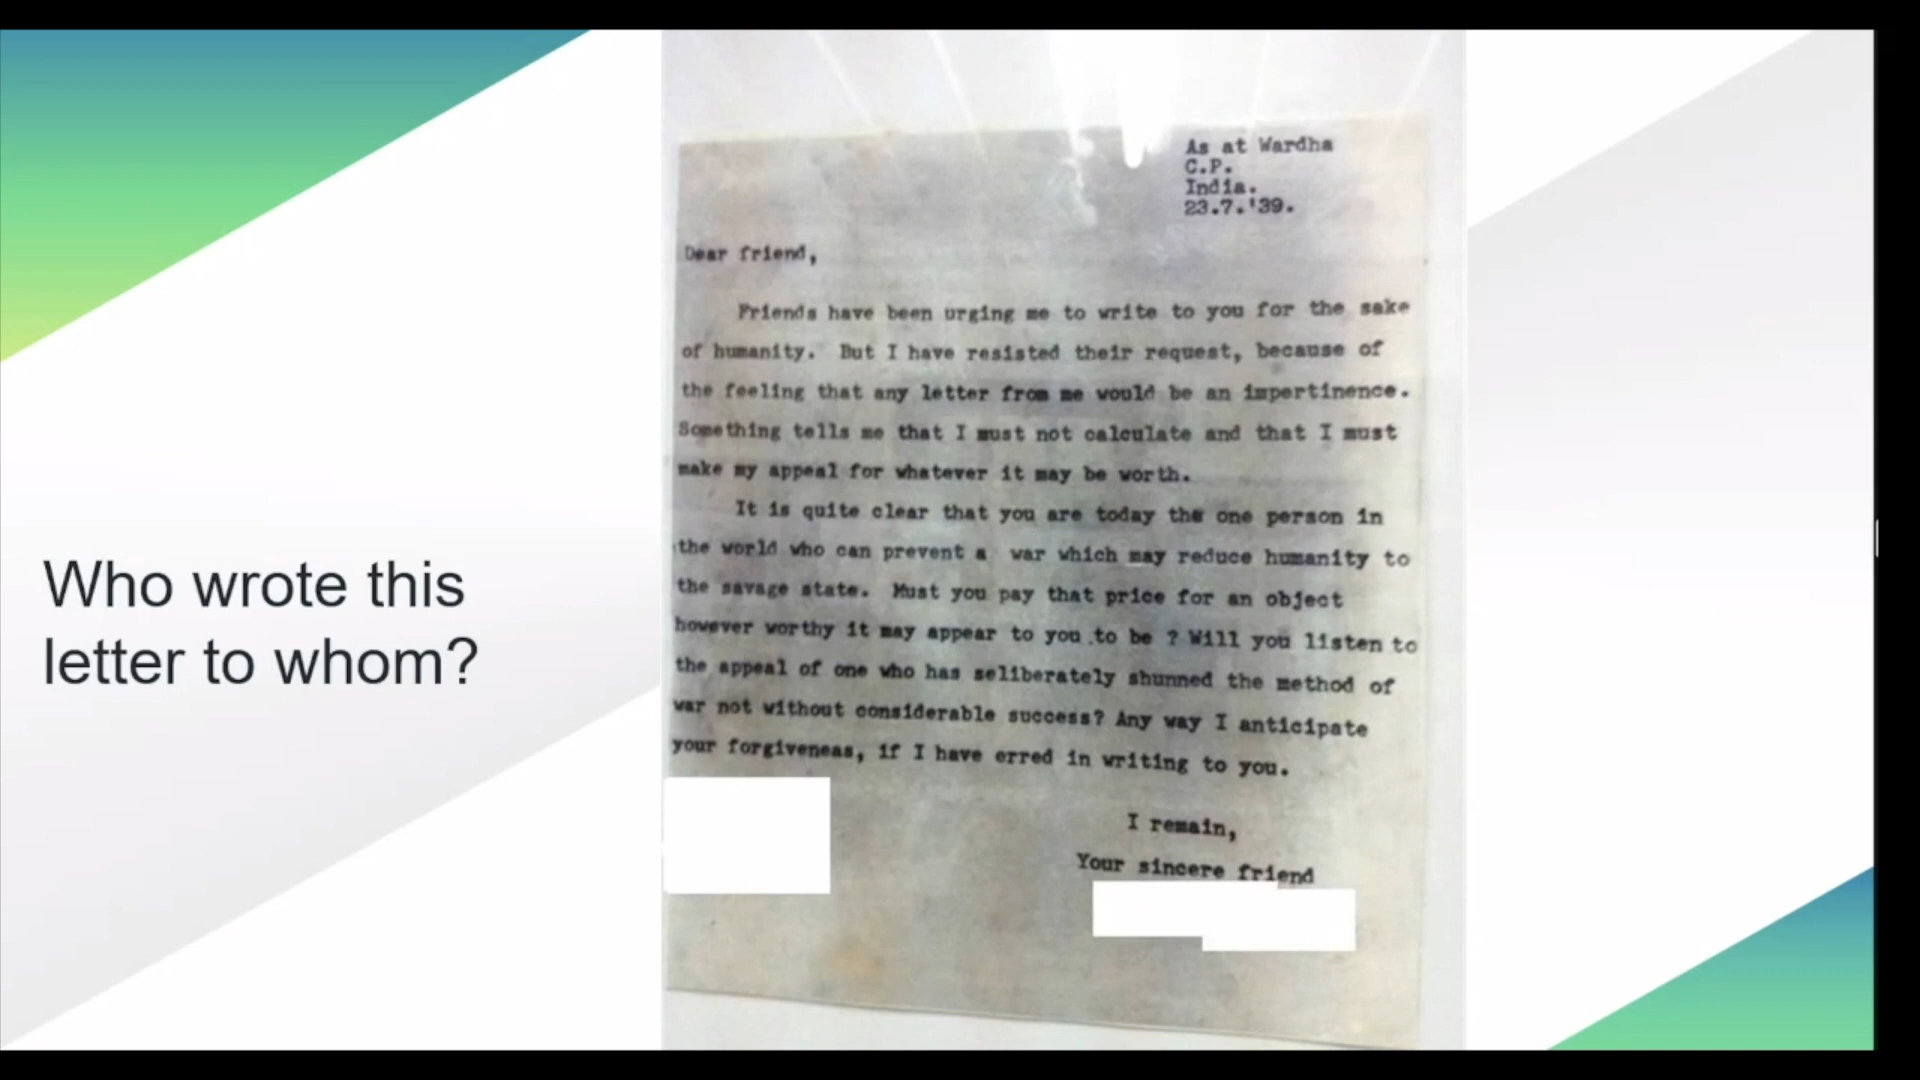 Who wrote this
letter to whom?
As at Wardha
C.P.
India.
23.7.'39.
Dear friend,
Friends have been urging me to write to you for the sake
of humanity. But I have resisted their request, because of
the feeling that any letter from me would be an impertinence.
Something tells me that I must not calculate and that I must
make my appeal for whatever it may be worth.
It is quite clear that you are today the one person in
the world who can prevent a war which may reduce humanity to
the savage state. Must you pay that price for an object
however worthy it may appear to you to be ? Will you listen to
the appeal of one who has seliberately shunned the method of
war not without considerable success? Any way I anticipate
your forgiveneas, if I have erred in writing to you.
I remain,
Your sincere friend